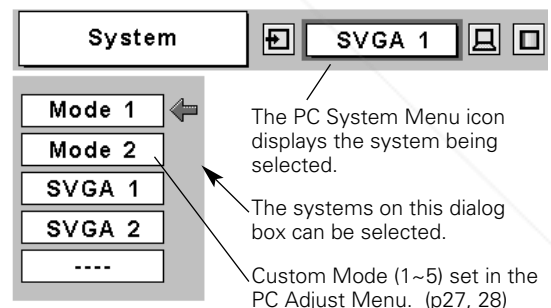 System
SVGA 1
Mode 1
Mode 2
SVGA 1
SVGA 2
----
The PC System Menu icon
displays the system being
selected.
The systems on this dialog
box can be selected.
Custom Mode (1~5) set in the
PC Adjust Menu. (p27, 28)